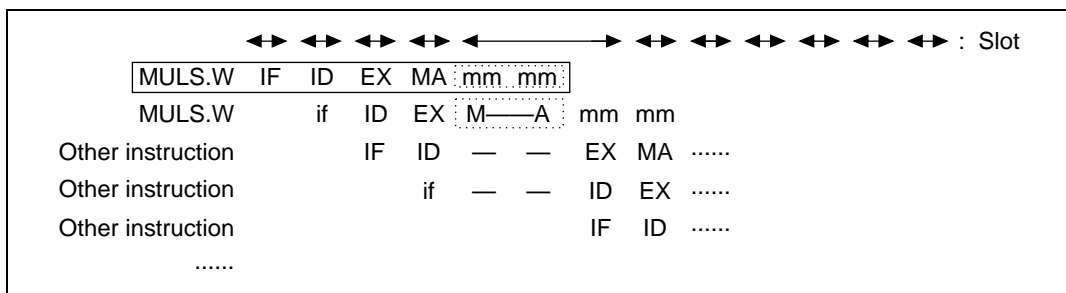 : Slot
MULS.W IF ID EX MA mm mm
MULS.W if ID EX M——A mm mm
Other instruction IF ID — — EX MA ......
Other instruction if — — ID EX ......
Other instruction IF ID ......
......